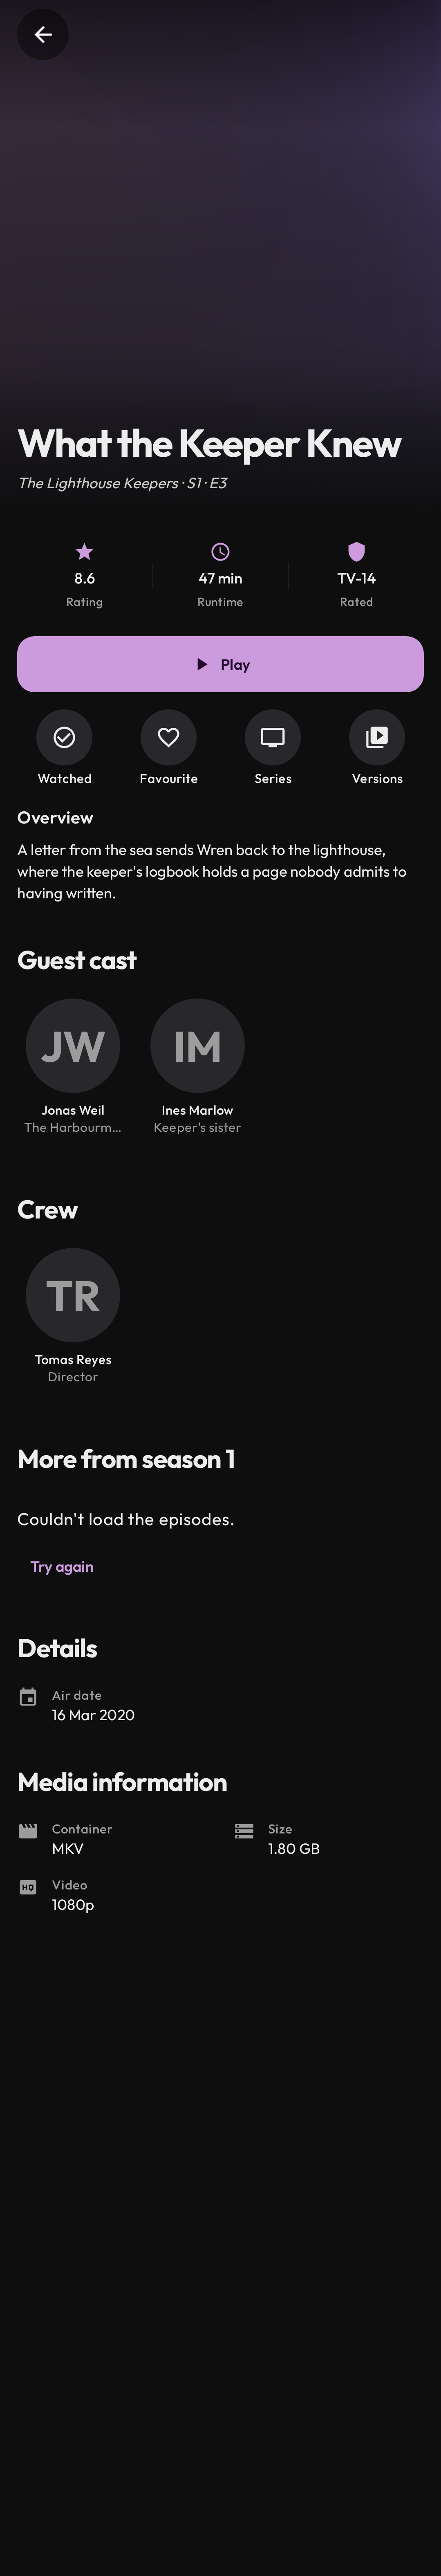 What the Keeper Knew
The Lighthouse Keepers · S1 · E3
8.6
47 min
TV-14
Rating
Runtime
Rated
Play
Watched
Favourite
Series
Versions
Overview
A letter from the sea sends Wren back to the lighthouse,
where the keeper's logbook holds a page nobody admits to
having written.
Guest cast
JW
IM
Jonas Weil
Ines Marlow
The Harbourm...
Keeper's sister
Crew
TR
Tomas Reyes
Director
More from season 1
Couldn't load the episodes.
Try again
Details
Air date
16 Mar 2020
Media information
Container
Size
MKV
1.80 GB
HQ
Video
1080p